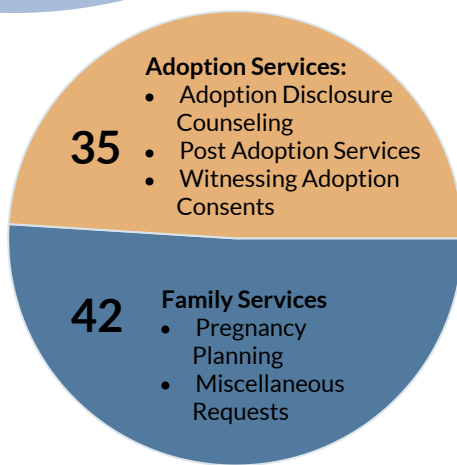 Adoption Services:
35
• Adoption Disclosure
Counseling
• Post Adoption Services
• Witnessing Adoption
Consents
42
Family Services
• Pregnancy
Planning
• Miscellaneous
Requests